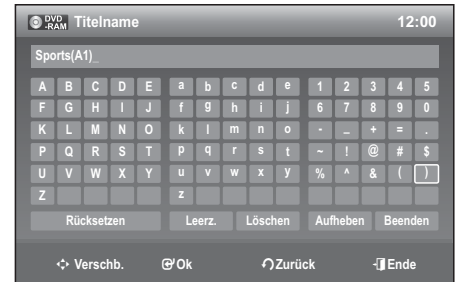 DVD -RAM Titelname 12:00
Sports(A1)_
A B C D E a b c d e 1 2 3 4 5
F G H I J f g h i j 6 7 8 9 0
K L M N O k l m n o - _ + = .
P Q R S T p q r s t ~ ! @ # $
U V W X Y u v w x y % ^ & ( )
Z z
Rücksetzen Leerz. Löschen Aufheben Beenden
Verschb. Ok Zurück Ende